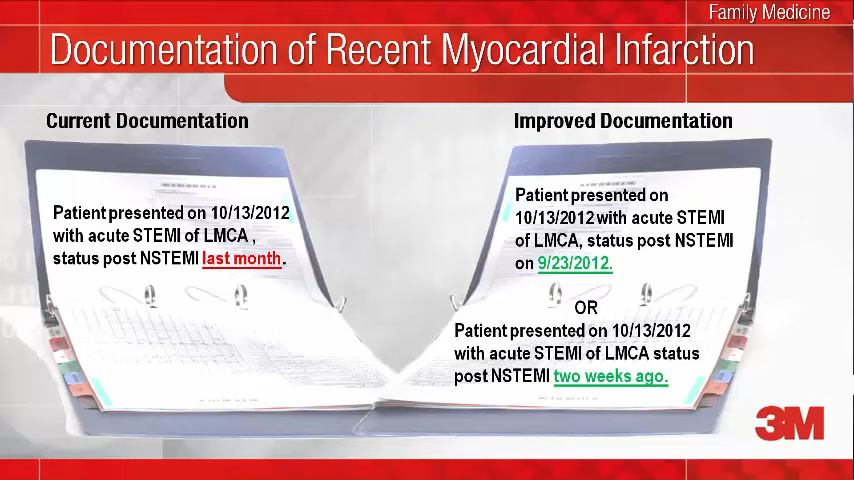 Family Medicine
Documentation of Recent Myocardial Infarction
Current Documentation
Improved Documentation
Patient presented on 10/13/2012
with acute STEMI of LMCA ,
status post NSTEMI last month.
Patient presented on
10/13/2012 with acute STEMI
of LMCA, status post NSTEMI
on 9/23/2012.
OR
Patient presented on 10/13/2012
with acute STEMI of LMCA status
post NSTEMI two weeks ago.
3M